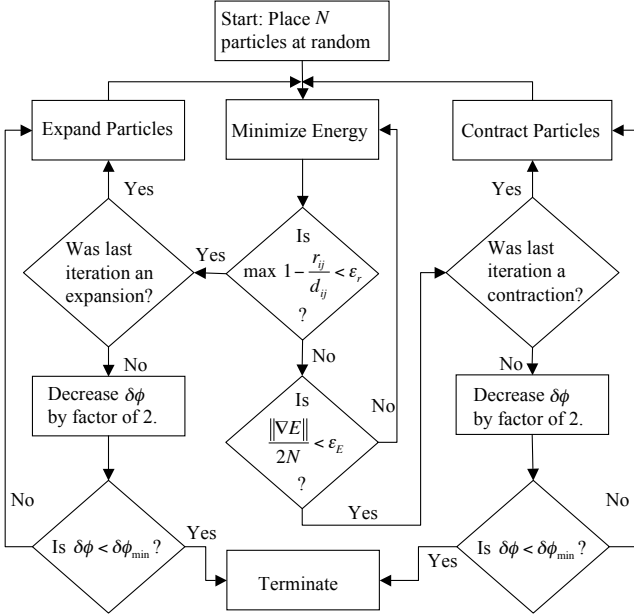 Start: Place N
particles at random
Expand Particles
Minimize Energy
Contract Particles
Yes
Yes
Was last
iteration an
expansion?
Yes
Is
max 1 − r_ij / d_ij < ε_r
?
Was last
iteration a
contraction?
No
No
No
Decrease δϕ
by factor of 2.
Is
‖∇E‖ / 2N < ε_E
?
No
Decrease δϕ
by factor of 2.
No
Is δϕ < δϕ_min ?
Yes
Yes
Terminate
Yes
Is δϕ < δϕ_min ?
No